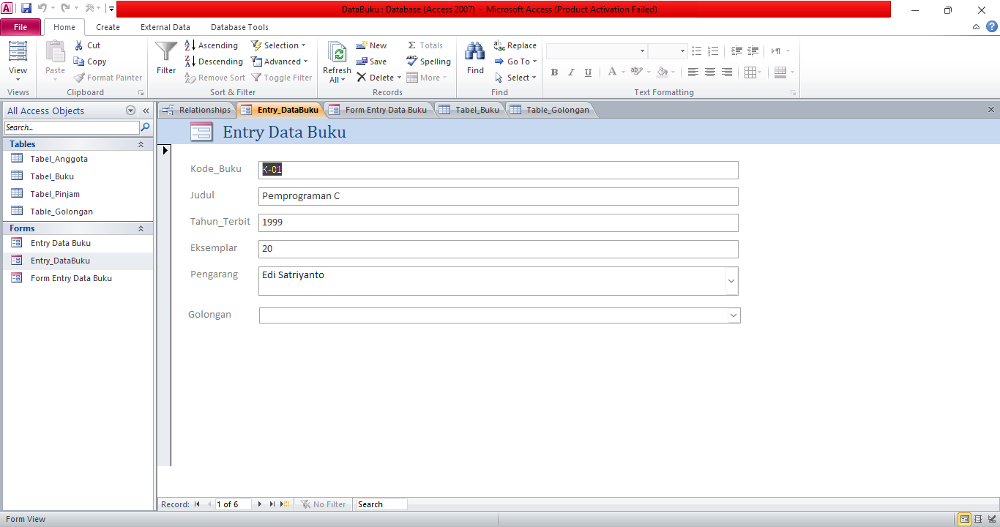 DataBuku : Database (Access 2007) - Microsoft Access (Product Activation Failed)
File Home Create External Data Database Tools
View
Views
Paste
Cut
Copy
Format Painter
Clipboard
Filter
Ascending
Descending
Remove Sort
Selection
Advanced
Toggle Filter
Sort & Filter
Refresh
All
New
Save
Delete
Totals
Spelling
More
Records
Find
Replace
Go To
Select
Find
B I U A
Text Formatting
All Access Objects
Search...
Tables
Tabel_Anggota
Tabel_Buku
Tabel_Pinjam
Table_Golongan
Forms
Entry Data Buku
Entry_DataBuku
Form Entry Data Buku
Relationships Entry_DataBuku Form Entry Data Buku Tabel_Buku Table_Golongan
Entry Data Buku
Kode_Buku K-01
Judul Pemprograman C
Tahun_Terbit 1999
Eksemplar 20
Pengarang Edi Satriyanto
Golongan
Record: 1 of 6 No Filter Search
Form View